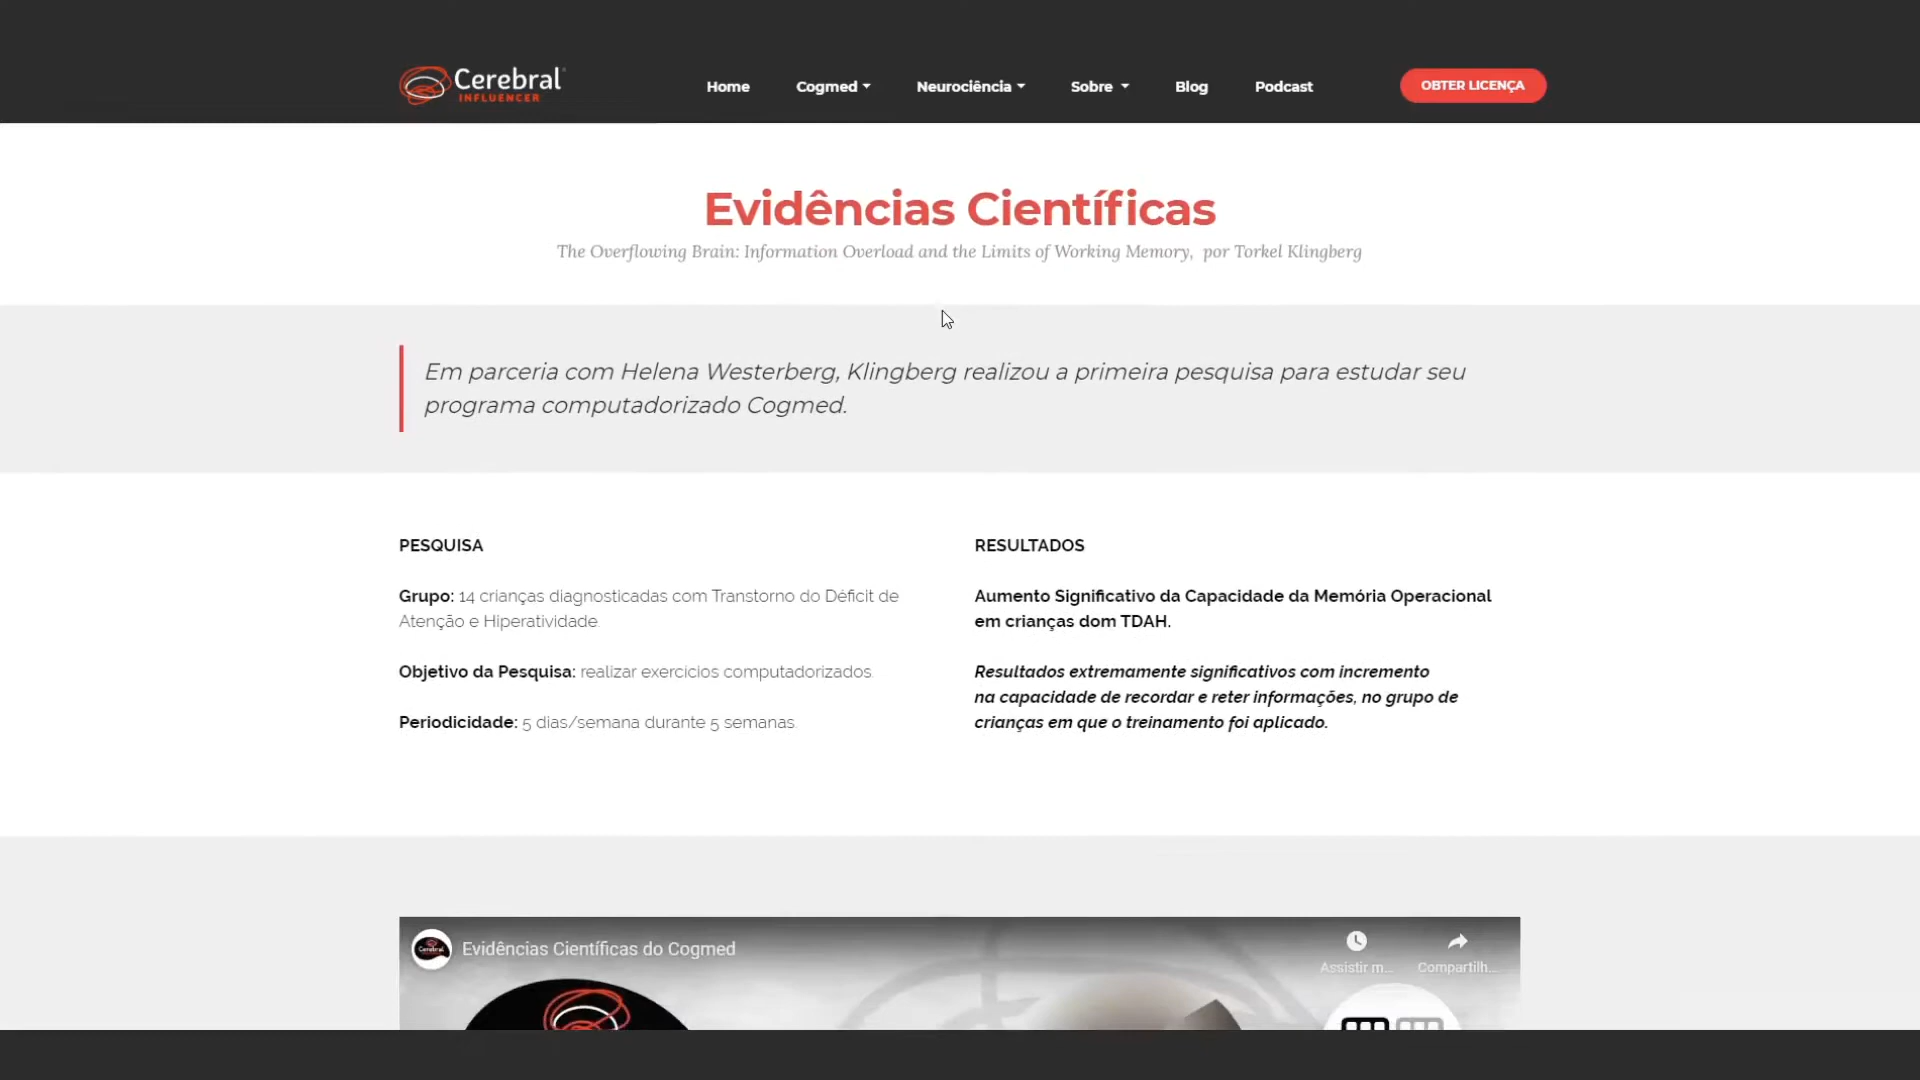 Cerebral
INFLUENCER
Home
Cogmed
Neurociência
Sobre
Blog
Podcast
OBTER LICENÇA
Evidências Científicas
The Overflowing Brain: Information Overload and the Limits of Working Memory, por Torkel Klingberg
Em parceria com Helena Westerberg, Klingberg realizou a primeira pesquisa para estudar seu
programa computadorizado Cogmed.
PESQUISA
Grupo: 14 crianças diagnosticadas com Transtorno do Déficit de
Atenção e Hiperatividade.
Objetivo da Pesquisa: realizar exercícios computadorizados.
Periodicidade: 5 dias/semana durante 5 semanas.
RESULTADOS
Aumento Significativo da Capacidade da Memória Operacional
em crianças dom TDAH.
Resultados extremamente significativos com incremento
na capacidade de recordar e reter informações, no grupo de
crianças em que o treinamento foi aplicado.
Cerebral
Evidências Científicas do Cogmed
Assistir m...
Compartilh...